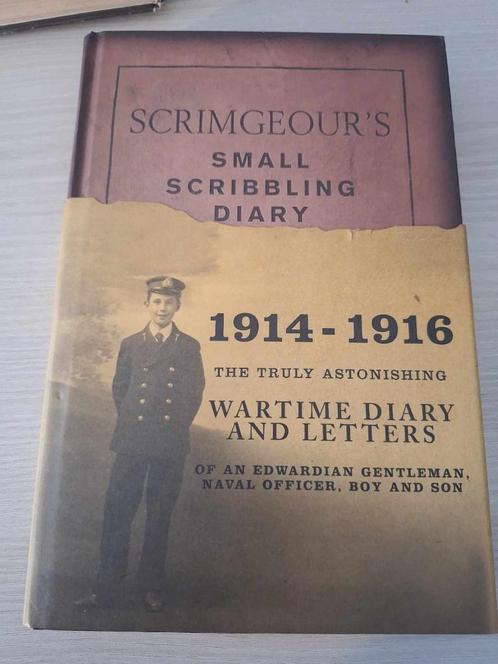 SCRIMGEOUR'S
SMALL
SCRIBBLING
DIARY
1914-1916
THE TRULY ASTONISHING
WARTIME DIARY
AND LETTERS
OF AN EDWARDIAN GENTLEMAN,
NAVAL OFFICER, BOY AND SON